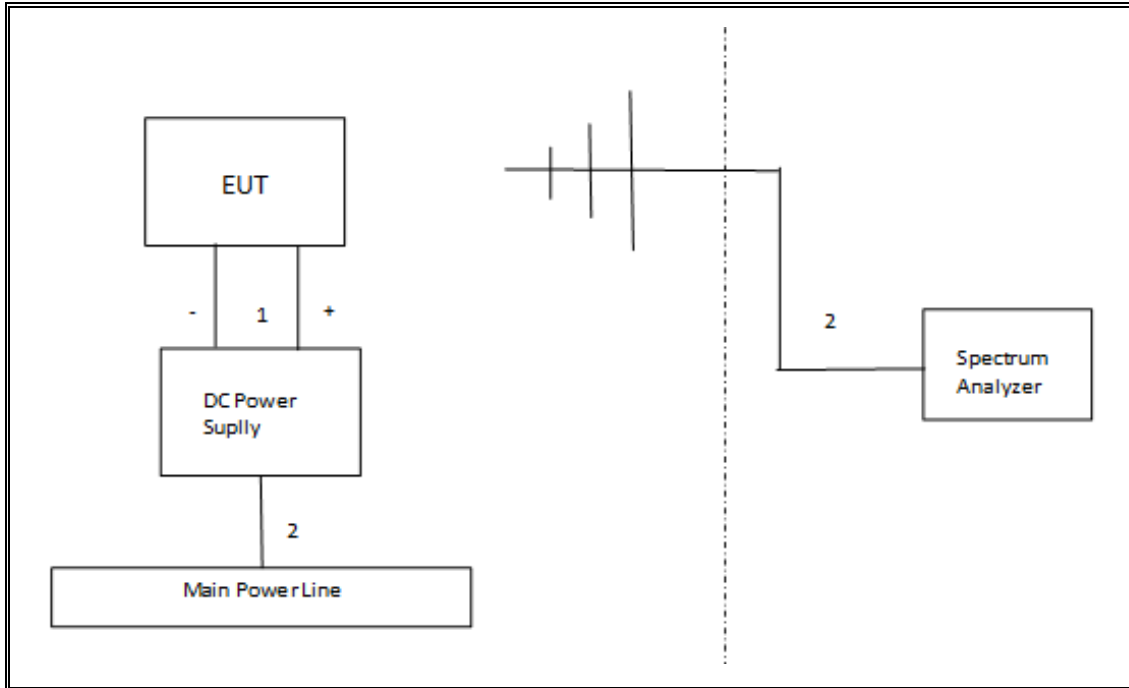 EUT
- 1 +
DC Power
Suplly
2
Main Power Line
2
Spectrum
Analyzer